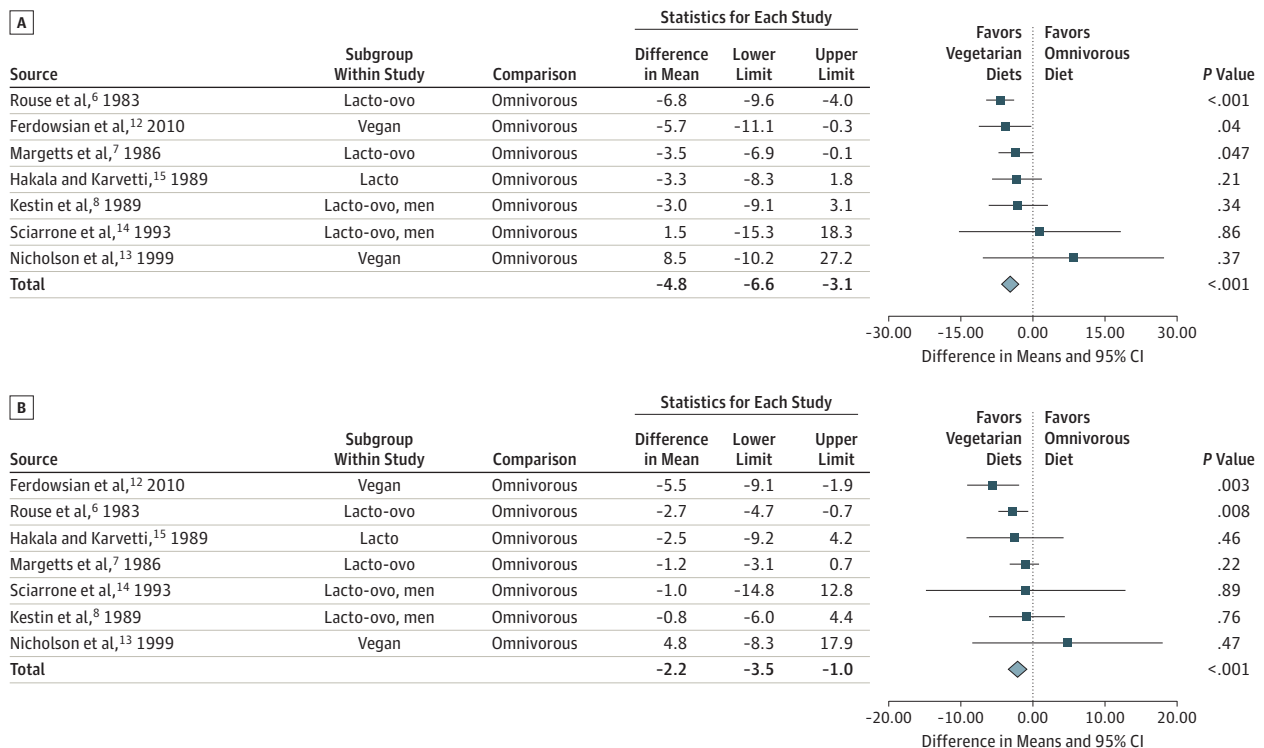 A
Statistics for Each Study
Favors Vegetarian Diets
Favors Omnivorous Diet
Source Subgroup Within Study Comparison Difference in Mean Lower Limit Upper Limit P Value
Rouse et al,6 1983 Lacto-ovo Omnivorous -6.8 -9.6 -4.0 <.001
Ferdowsian et al,12 2010 Vegan Omnivorous -5.7 -11.1 -0.3 .04
Margetts et al,7 1986 Lacto-ovo Omnivorous -3.5 -6.9 -0.1 .047
Hakala and Karvetti,15 1989 Lacto Omnivorous -3.3 -8.3 1.8 .21
Kestin et al,8 1989 Lacto-ovo, men Omnivorous -3.0 -9.1 3.1 .34
Sciarrone et al,14 1993 Lacto-ovo, men Omnivorous 1.5 -15.3 18.3 .86
Nicholson et al,13 1999 Vegan Omnivorous 8.5 -10.2 27.2 .37
Total -4.8 -6.6 -3.1 <.001
-30.00 -15.00 0.00 15.00 30.00
Difference in Means and 95% CI
B
Statistics for Each Study
Favors Vegetarian Diets
Favors Omnivorous Diet
Source Subgroup Within Study Comparison Difference in Mean Lower Limit Upper Limit P Value
Ferdowsian et al,12 2010 Vegan Omnivorous -5.5 -9.1 -1.9 .003
Rouse et al,6 1983 Lacto-ovo Omnivorous -2.7 -4.7 -0.7 .008
Hakala and Karvetti,15 1989 Lacto Omnivorous -2.5 -9.2 4.2 .46
Margetts et al,7 1986 Lacto-ovo Omnivorous -1.2 -3.1 0.7 .22
Sciarrone et al,14 1993 Lacto-ovo, men Omnivorous -1.0 -14.8 12.8 .89
Kestin et al,8 1989 Lacto-ovo, men Omnivorous -0.8 -6.0 4.4 .76
Nicholson et al,13 1999 Vegan Omnivorous 4.8 -8.3 17.9 .47
Total -2.2 -3.5 -1.0 <.001
-20.00 -10.00 0.00 10.00 20.00
Difference in Means and 95% CI